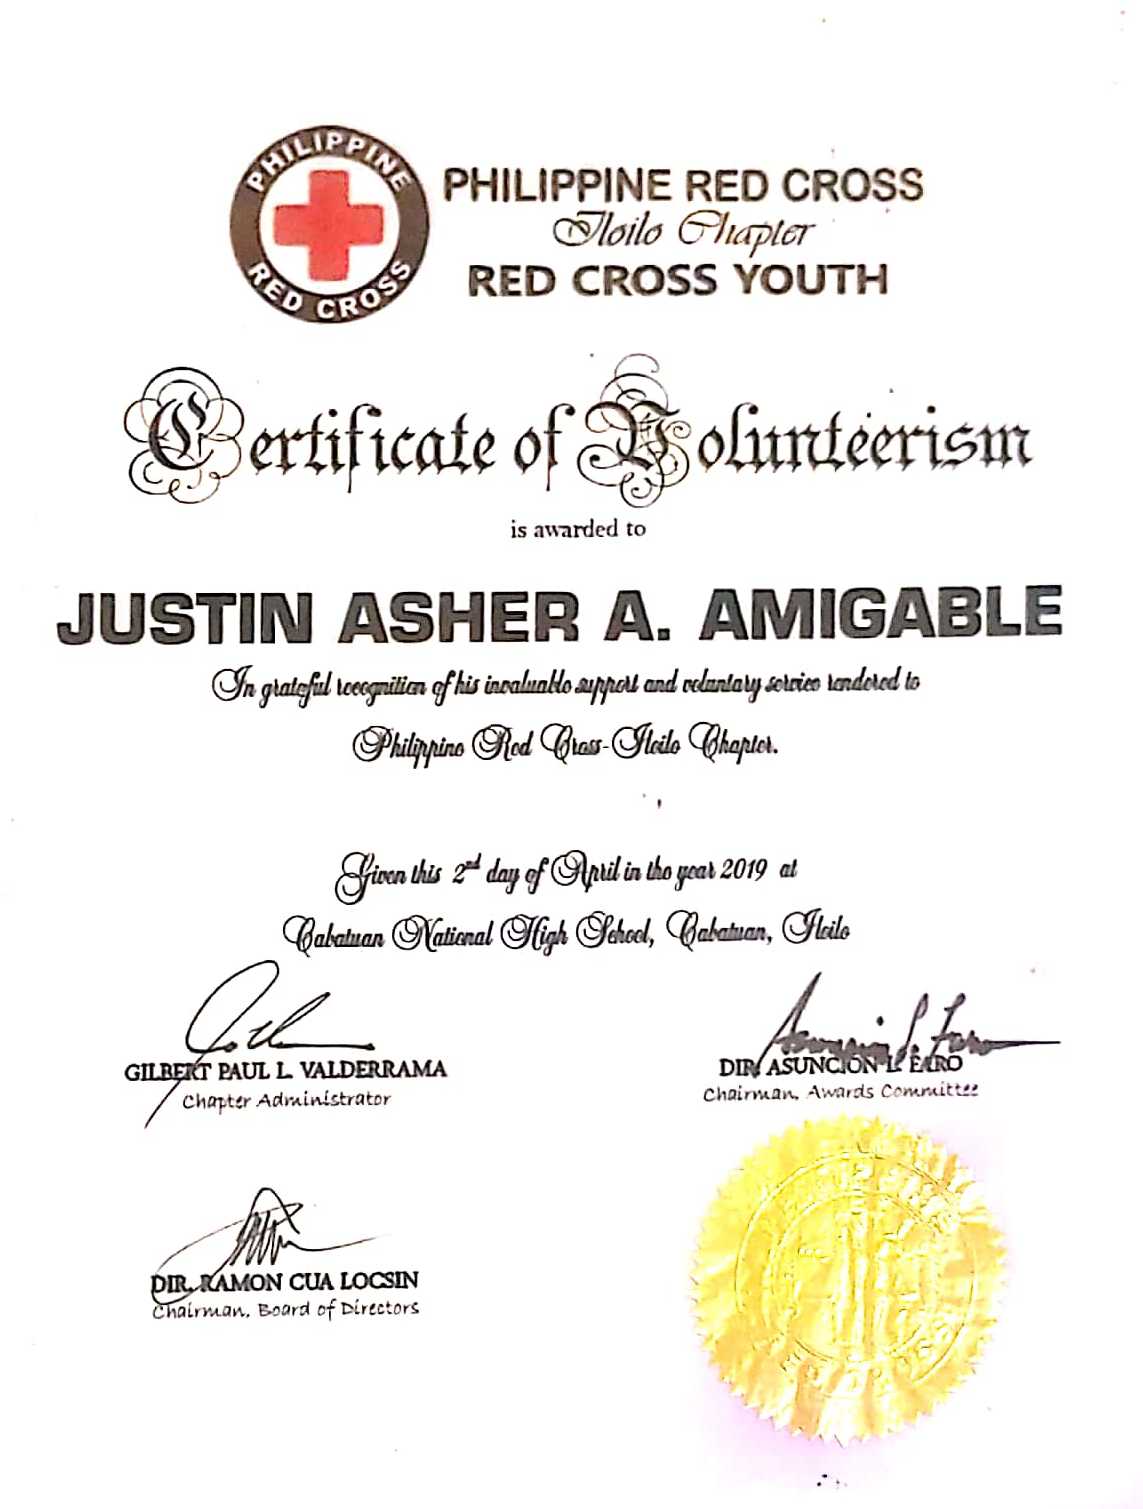 PHILIPPINE
RED CROSS
PHILIPPINE RED CROSS
Iloilo Chapter
RED CROSS YOUTH
Certificate of Volunteerism
is awarded to
JUSTIN ASHER A. AMIGABLE
In grateful recognition of his invaluable support and voluntary service rendered to
Philippine Red Cross-Iloilo Chapter.
Given this 2nd day of April in the year 2019 at
Cabatuan National High School, Cabatuan, Iloilo
GILBERT PAUL L. VALDERRAMA
Chapter Administrator
DIR. ASUNCION L. FARO
Chairman, Awards Committee
DIR. RAMON CUA LOCSIN
Chairman, Board of Directors